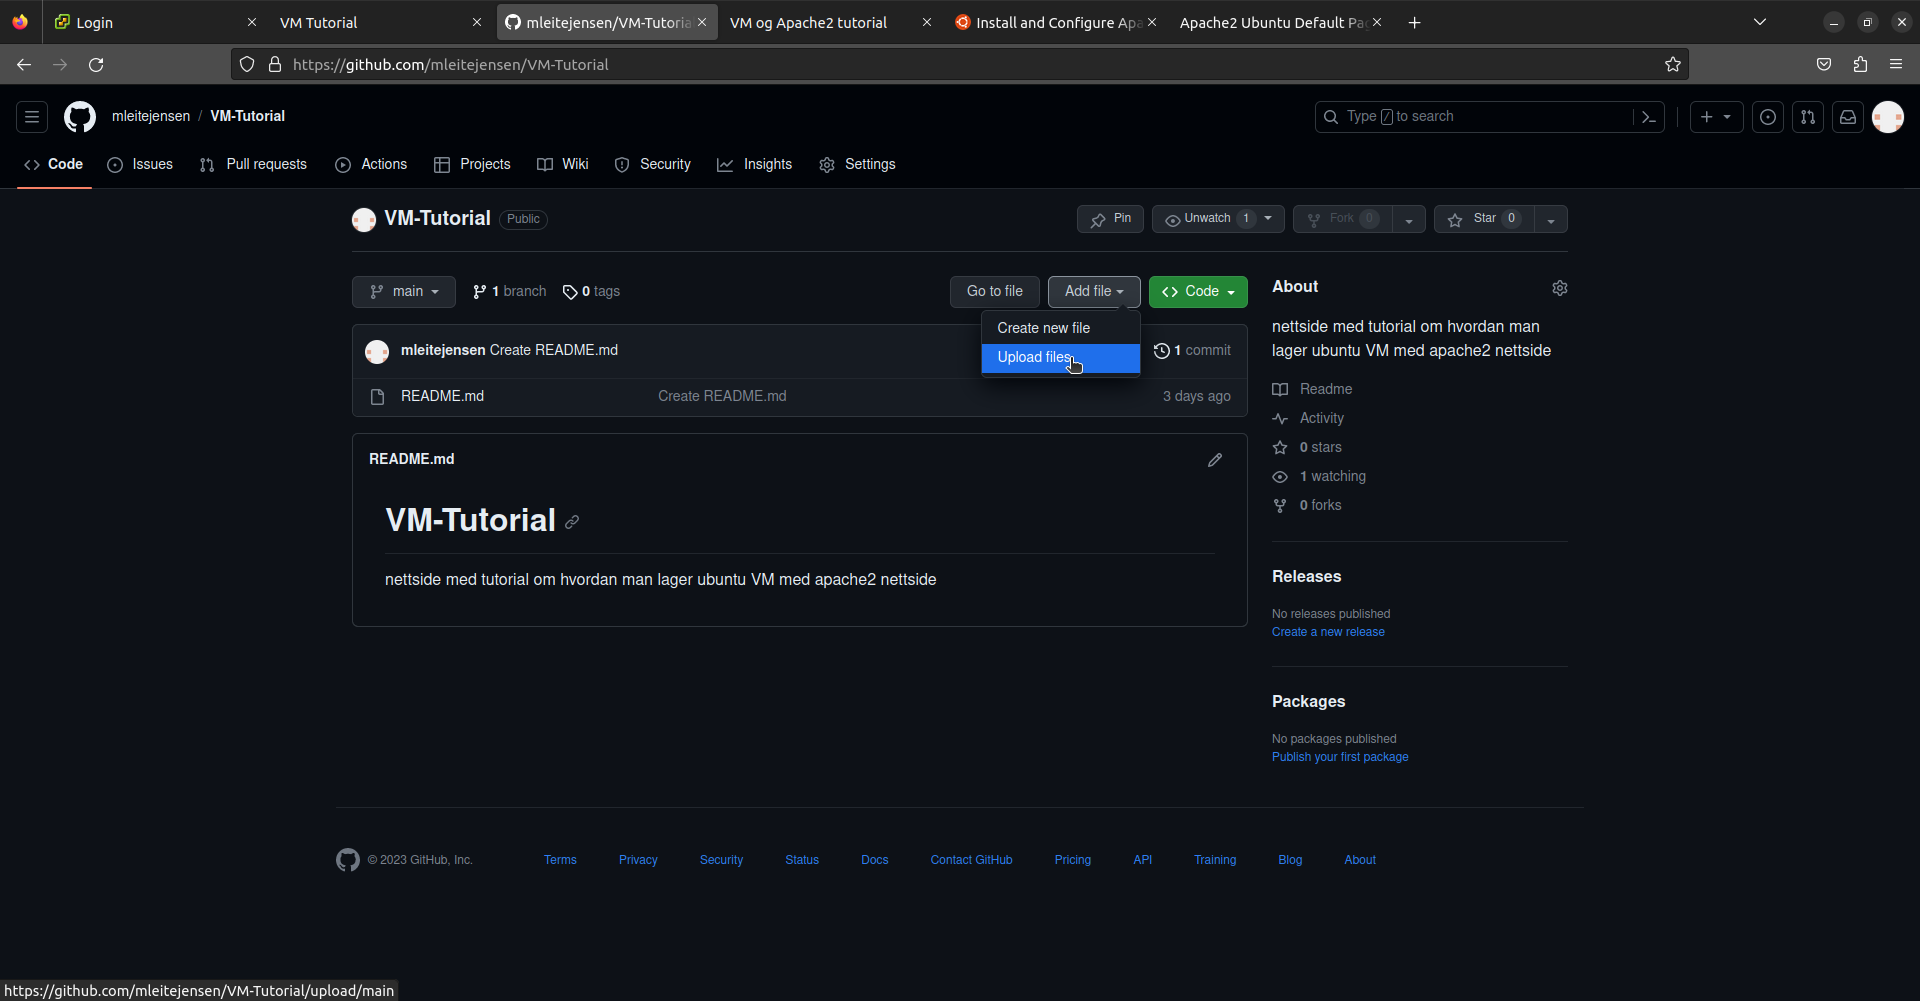 Login
VM Tutorial
mleitejensen/VM-Tutoria
VM og Apache2 tutorial
Install and Configure Apa
Apache2 Ubuntu Default Pa
https://github.com/mleitejensen/VM-Tutorial
mleitejensen / VM-Tutorial
Type / to search
Code
Issues
Pull requests
Actions
Projects
Wiki
Security
Insights
Settings
VM-Tutorial Public
Pin
Unwatch 1
Fork 0
Star 0
main
1 branch
0 tags
Go to file
Add file
Code
Create new file
Upload files
mleitejensen Create README.md
1 commit
README.md
Create README.md
3 days ago
README.md
VM-Tutorial
nettside med tutorial om hvordan man lager ubuntu VM med apache2 nettside
About
nettside med tutorial om hvordan man
lager ubuntu VM med apache2 nettside
Readme
Activity
0 stars
1 watching
0 forks
Releases
No releases published
Create a new release
Packages
No packages published
Publish your first package
© 2023 GitHub, Inc.
Terms
Privacy
Security
Status
Docs
Contact GitHub
Pricing
API
Training
Blog
About
https://github.com/mleitejensen/VM-Tutorial/upload/main